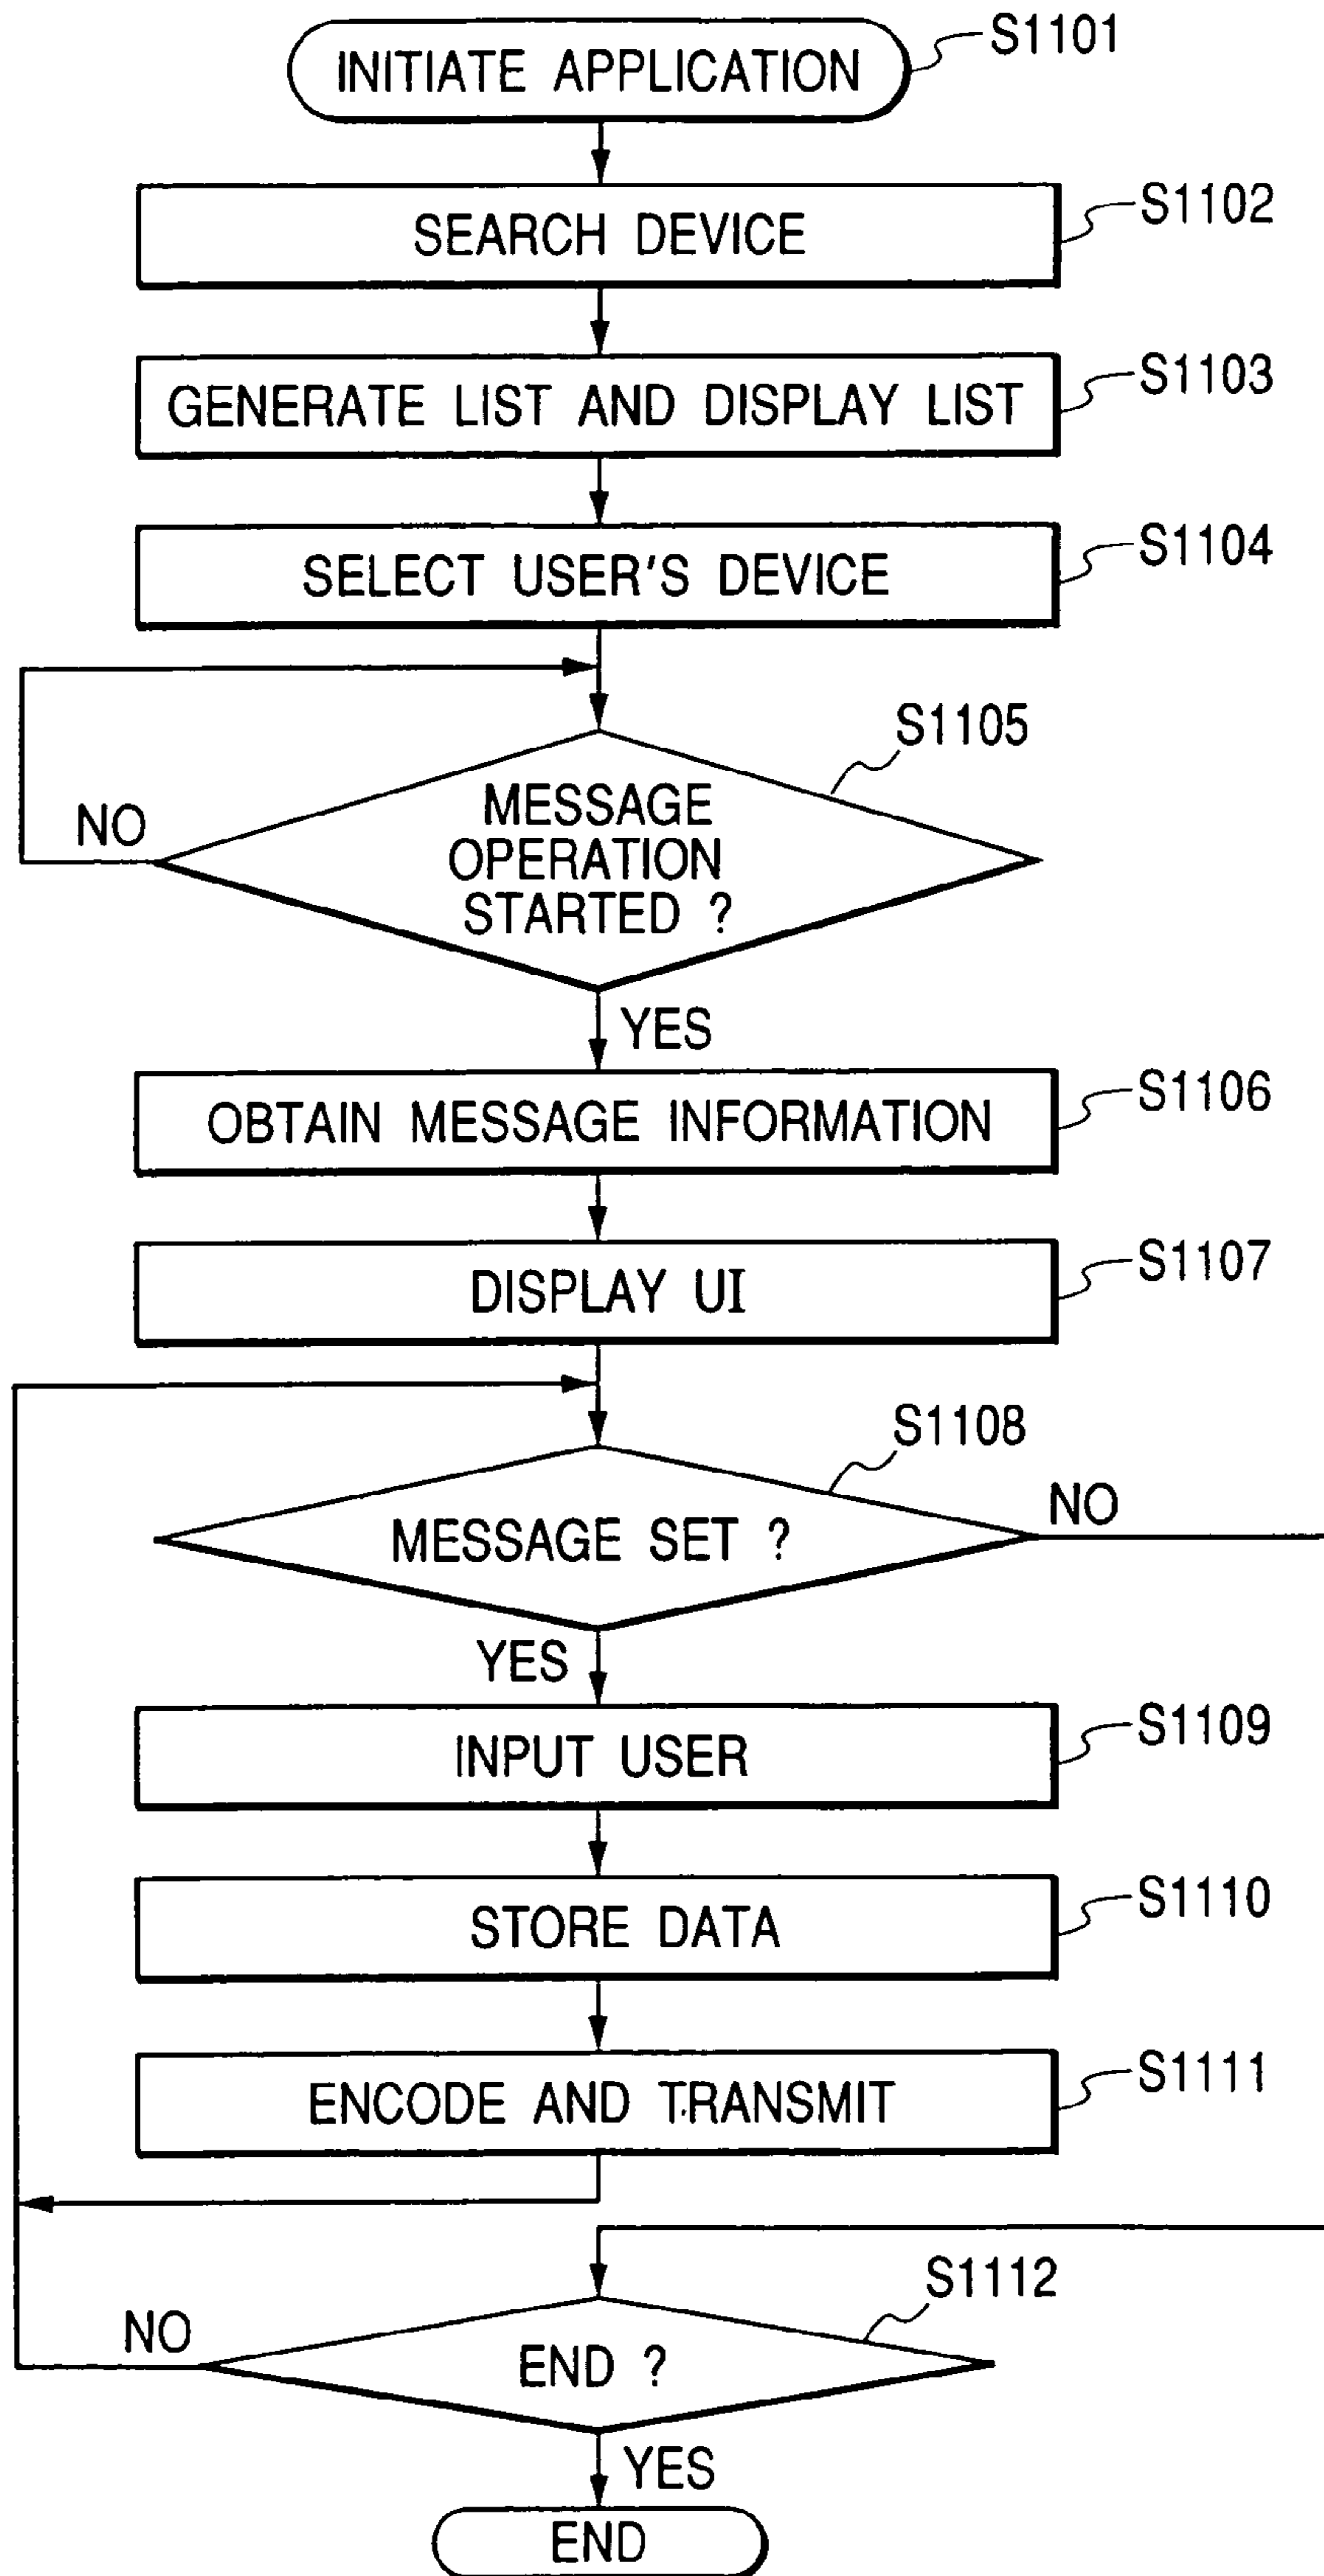 INITIATE APPLICATION
S1101
SEARCH DEVICE
S1102
GENERATE LIST AND DISPLAY LIST
S1103
SELECT USER'S DEVICE
S1104
S1105
MESSAGE
OPERATION
STARTED ?
NO
YES
OBTAIN MESSAGE INFORMATION
S1106
DISPLAY UI
S1107
S1108
MESSAGE SET ?
NO
YES
INPUT USER
S1109
STORE DATA
S1110
ENCODE AND TRANSMIT
S1111
S1112
END ?
NO
YES
END